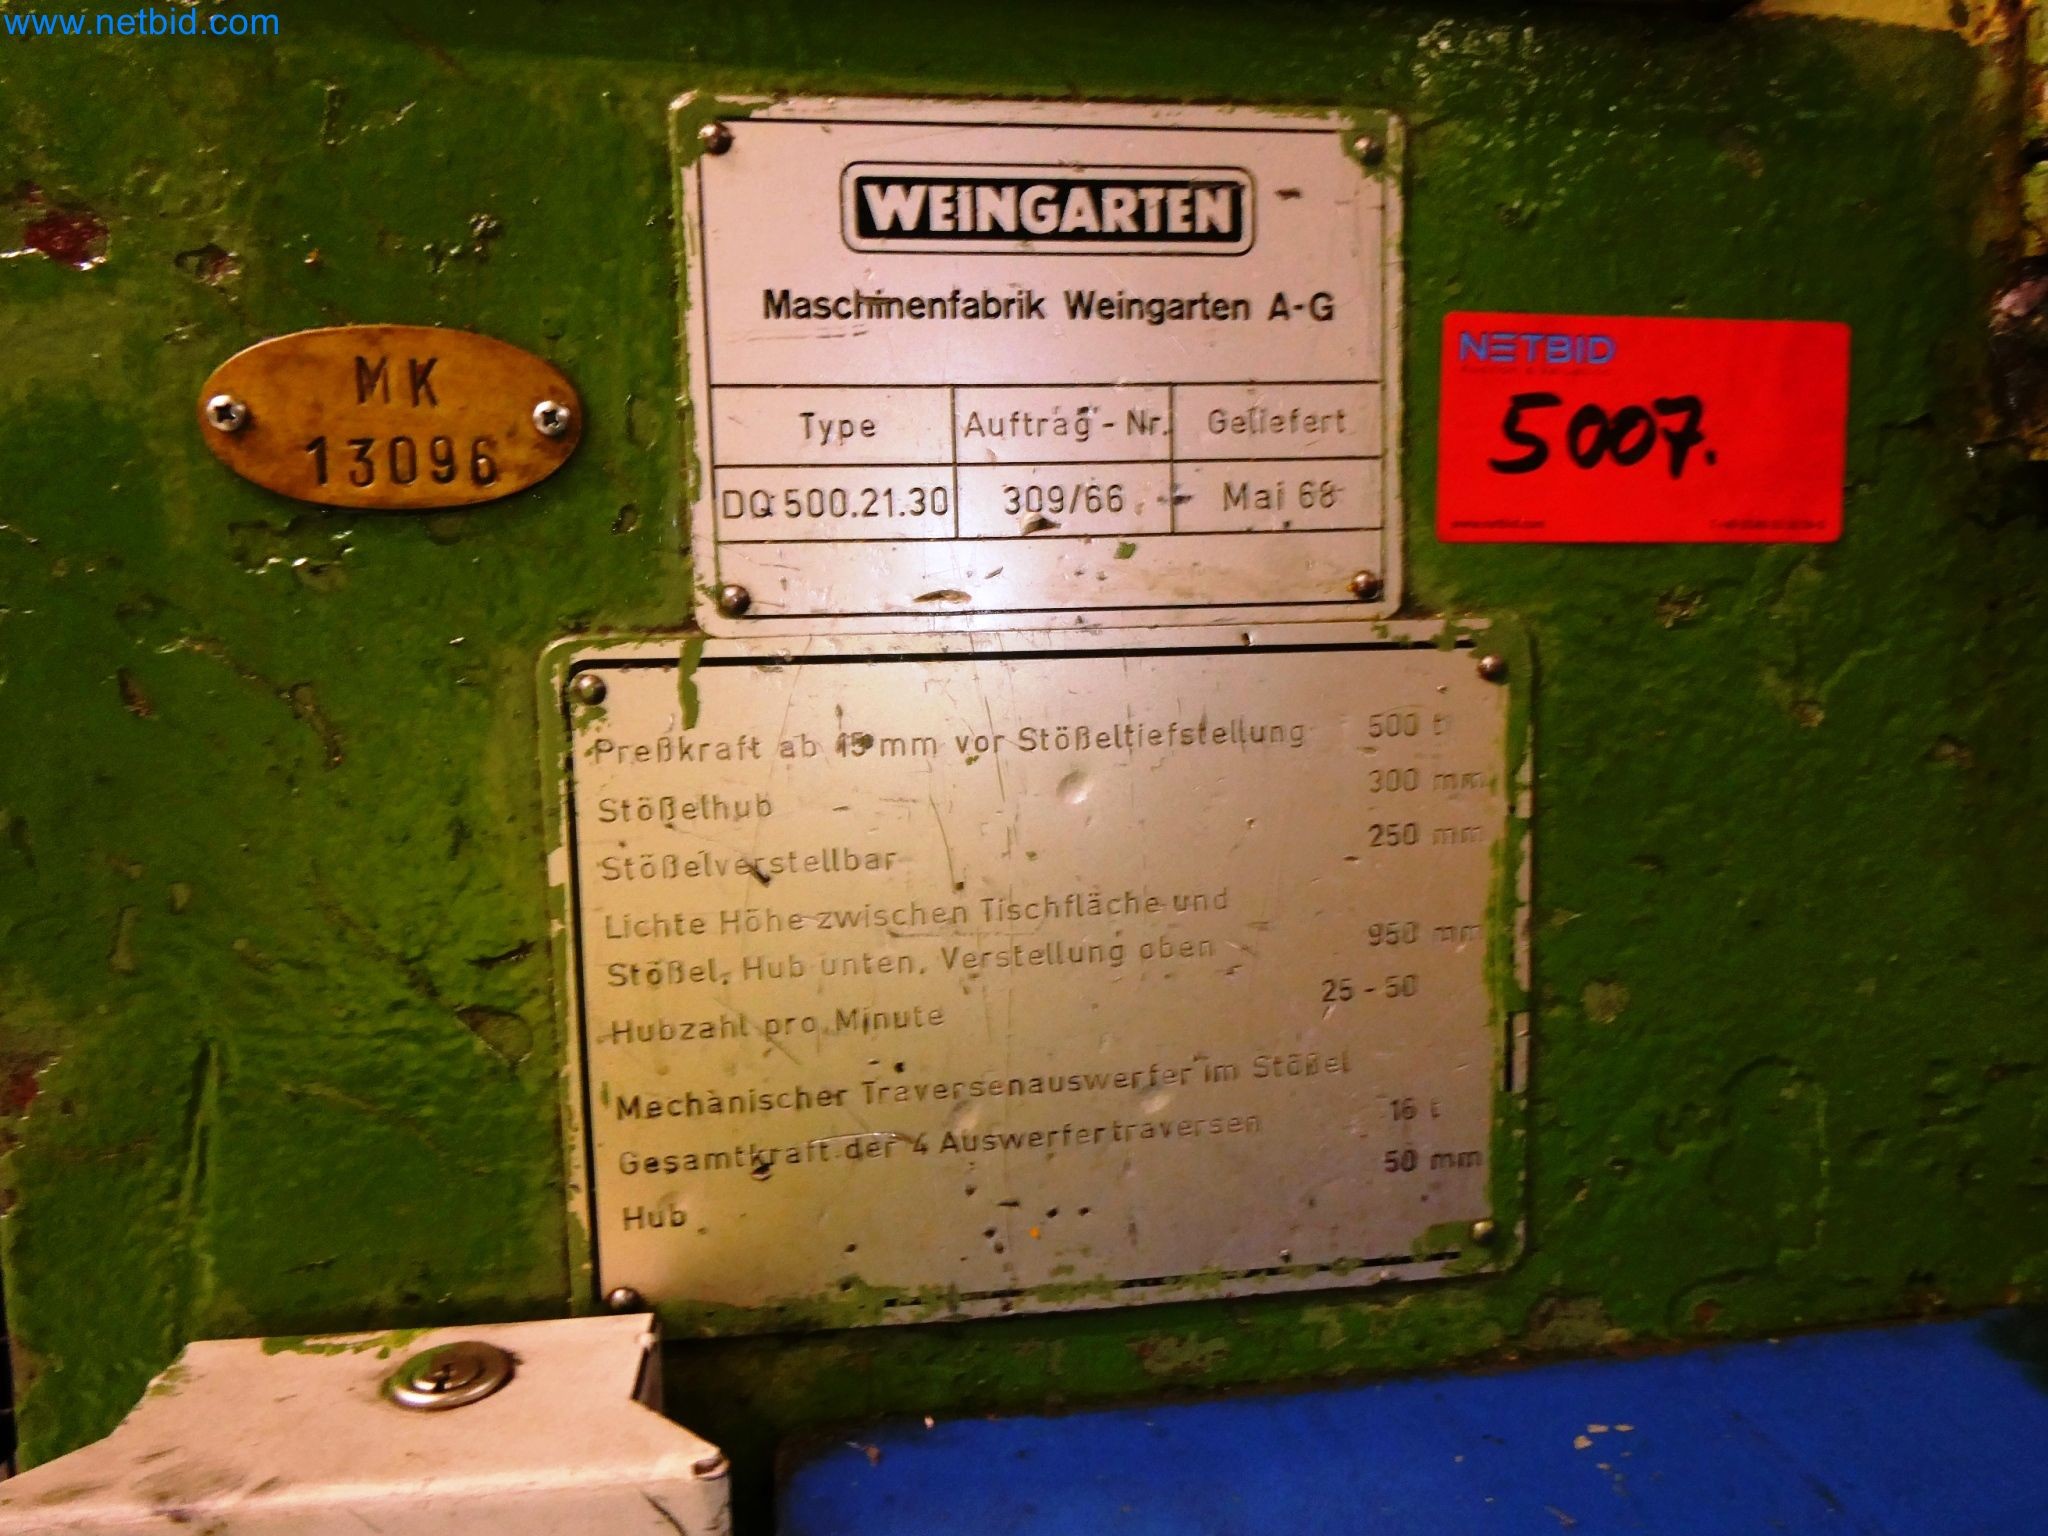 www.netbid.com
WEINGARTEN
Maschinenfabrik Weingarten A-G
Type Auftrag-Nr. Geliefert
DQ 500.21.30 309/66 Mai 68
MK
13096
NETBID
5007.
www.netbid.com
Preßkraft ab 15 mm vor Stößeltiefstellung 500 t
Stößelhub 300 mm
Stößelverstellbar 250 mm
Lichte Höhe zwischen Tischfläche und
Stößel, Hub unten, Verstellung oben 950 mm
Hubzahl pro Minute 25-50
Mechanischer Traversenauswerfer im Stößel
Gesamtkraft der 4 Auswerfertraversen 16 t
Hub 50 mm